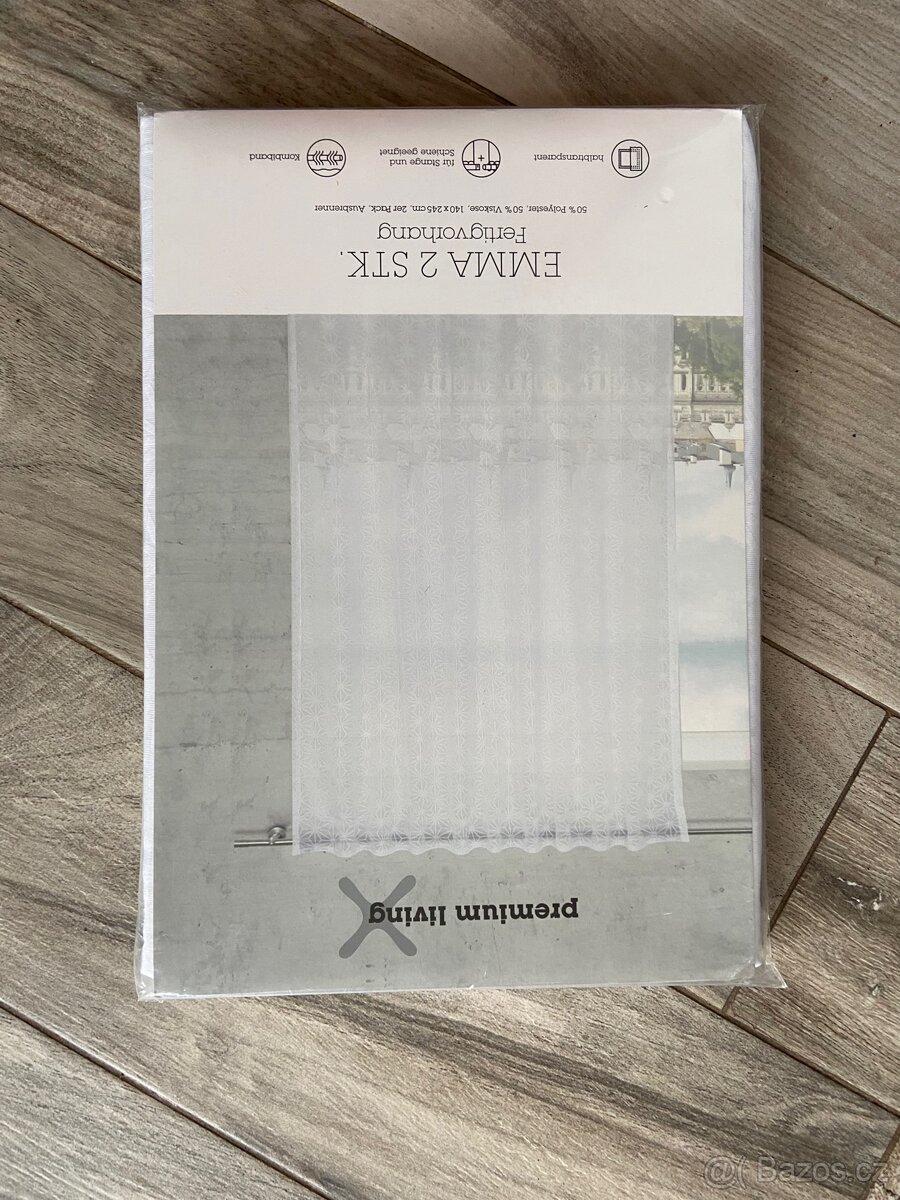 premium living
EMMA 2 STK.
Fertigvorhang
50 % Polyester, 50 % Viskose, 140 x 245 cm, 2er Pack, Ausbrenner
halbtransparent
für Stange und
Schiene geeignet
Kombiband
@( Bazos.cz